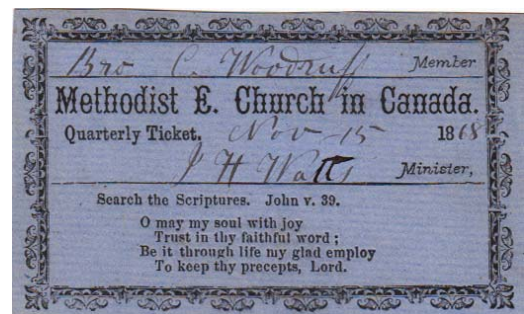 Bro C. Woodruff Member
Methodist E. Church in Canada.
Quarterly Ticket. Nov 15 1868
J H Watts Minister,
Search the Scriptures. John v. 39.
O may my soul with joy
Trust in thy faithful word ;
Be it through life my glad employ
To keep thy precepts, Lord.